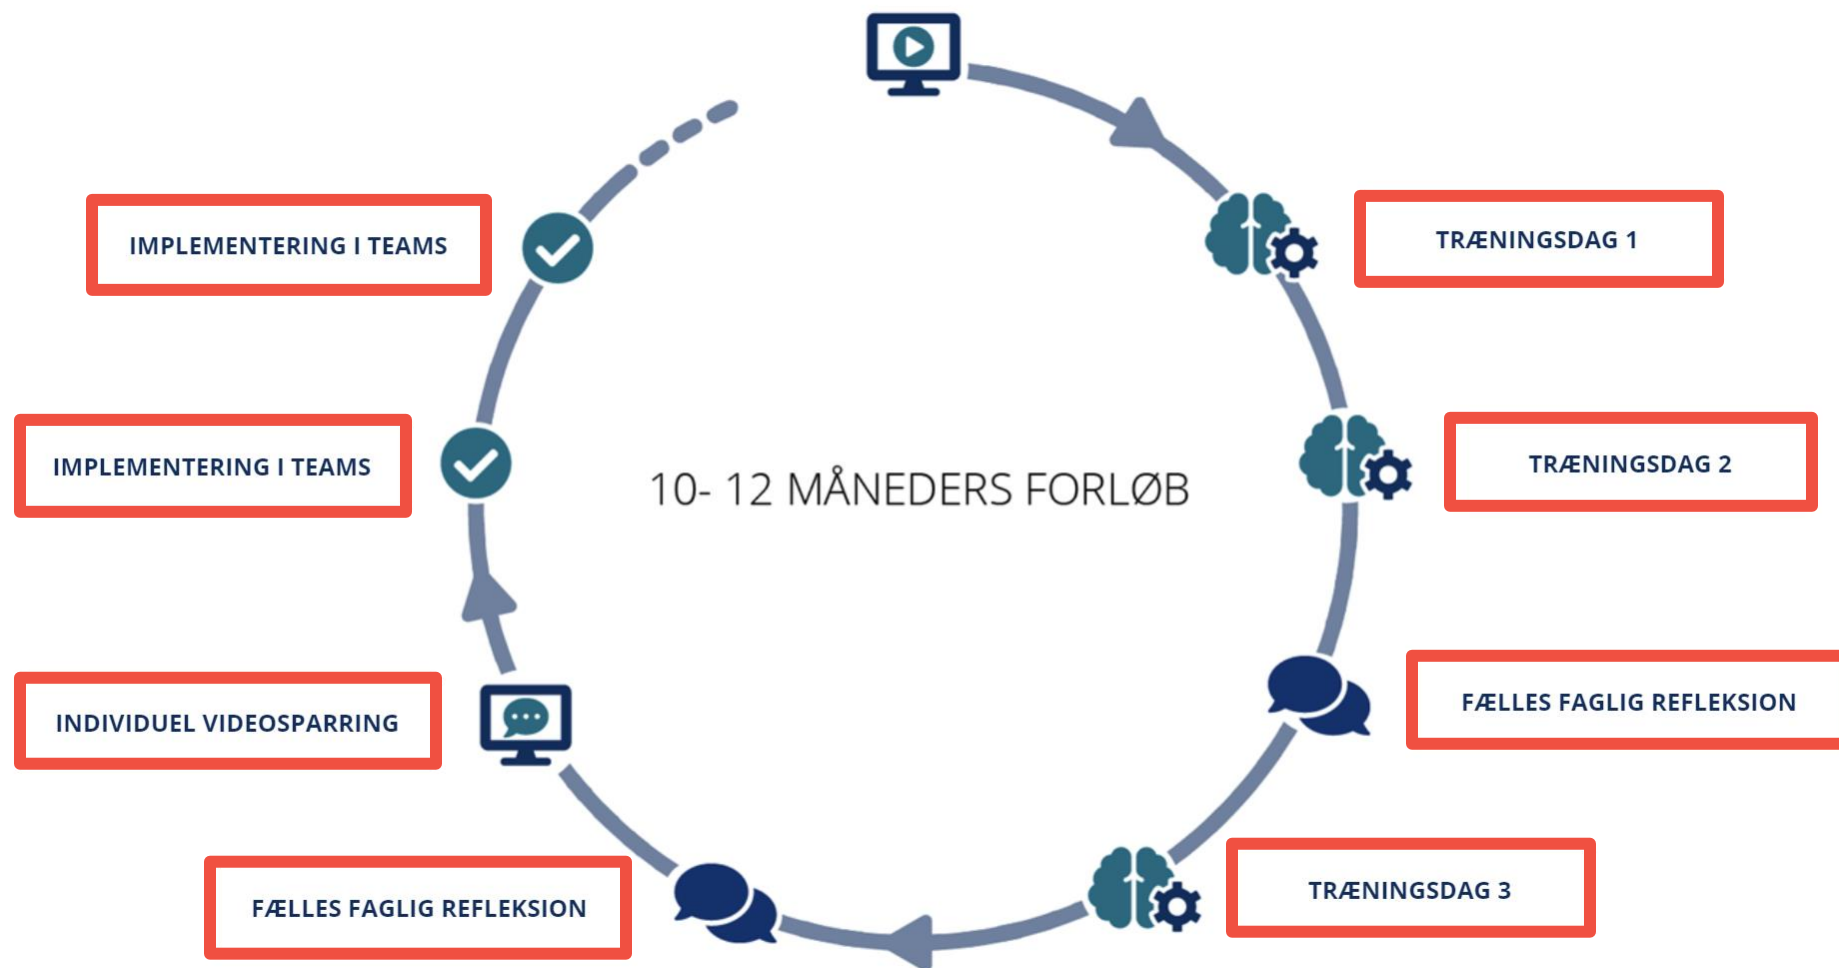 TRÆNINGSDAG 1
TRÆNINGSDAG 2
FÆLLES FAGLIG REFLEKSION
TRÆNINGSDAG 3
FÆLLES FAGLIG REFLEKSION
INDIVIDUEL VIDEOSPARRING
IMPLEMENTERING I TEAMS
IMPLEMENTERING I TEAMS
10- 12 MÅNEDERS FORLØB